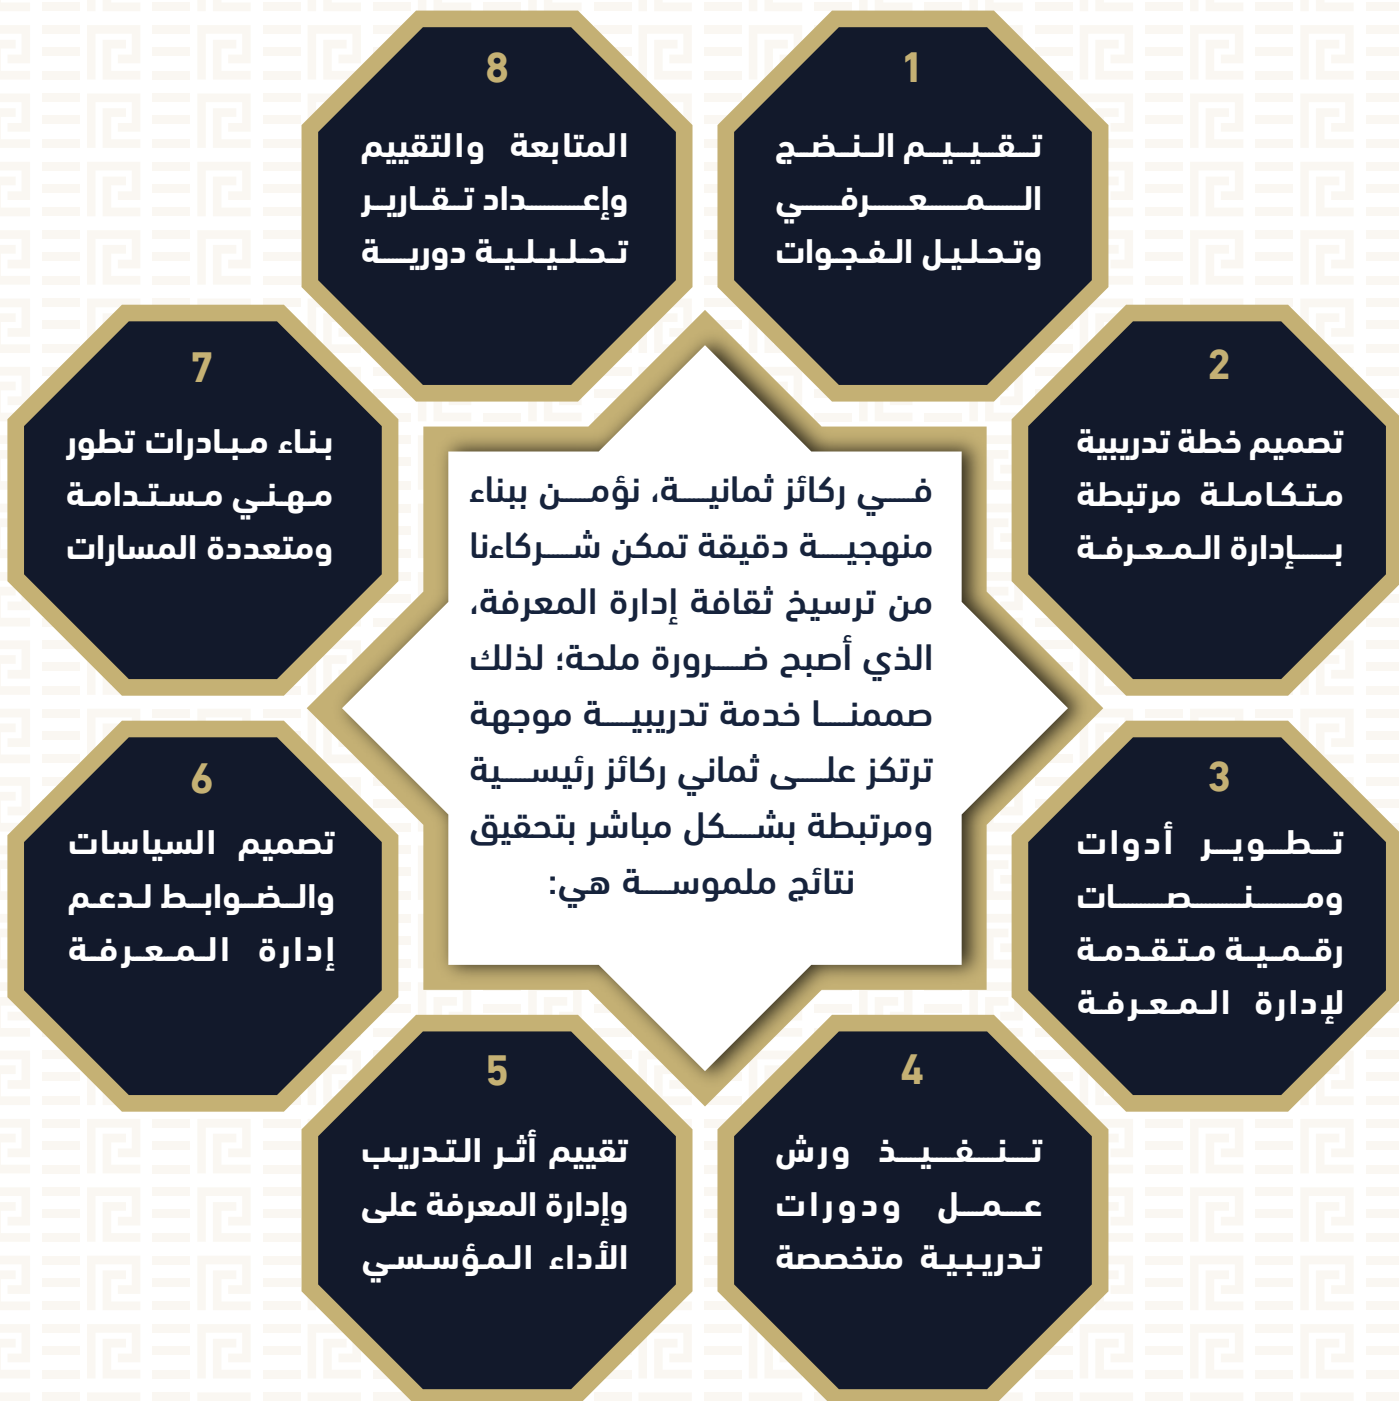 في ركائز ثمانية، نؤمن ببناء
منهجية دقيقة تمكن شركاءنا
من ترسيخ ثقافة إدارة المعرفة،
الذي أصبح ضرورة ملحة؛ لذلك
صممنا خدمة تدريبية موجهة
ترتكز على ثماني ركائز رئيسية
ومرتبطة بشكل مباشر بتحقيق
نتائج ملموسة هي:
1
تقييم النضج
المعرفي
وتحليل الفجوات
2
تصميم خطة تدريبية
متكاملة مرتبطة
بإدارة المعرفة
3
تطوير أدوات
ومنصات
رقمية متقدمة
لإدارة المعرفة
4
تنفيذ ورش
عمل ودورات
تدريبية متخصصة
5
تقييم أثر التدريب
وإدارة المعرفة على
الأداء المؤسسي
6
تصميم السياسات
والضوابط لدعم
إدارة المعرفة
7
بناء مبادرات تطور
مهني مستدامة
ومتعددة المسارات
8
المتابعة والتقييم
وإعداد تقارير
تحليلية دورية